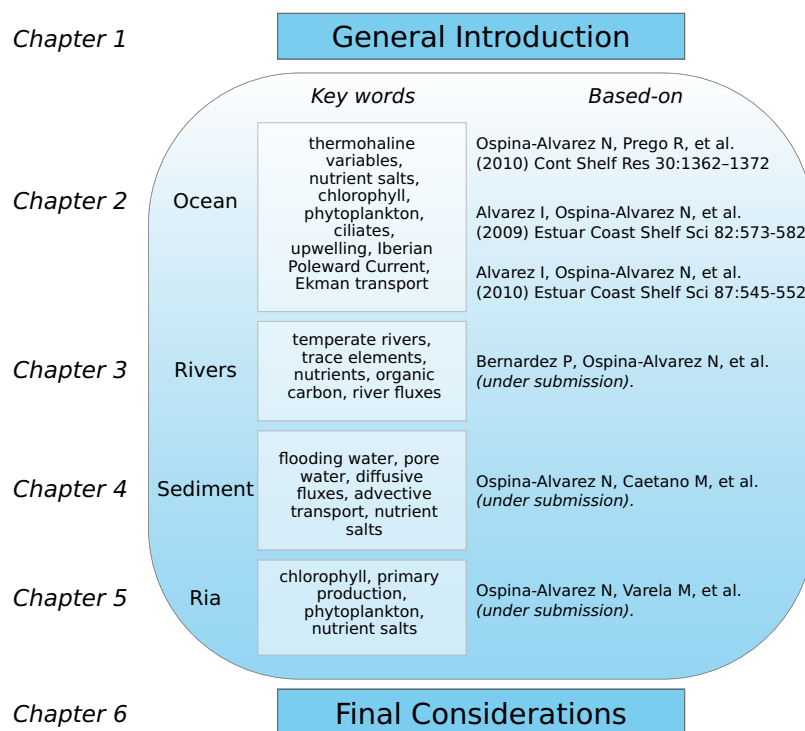 Chapter 1
General Introduction
Key words
Based-on
Chapter 2
Ocean
thermohaline
variables,
nutrient salts,
chlorophyll,
phytoplankton,
ciliates,
upwelling, Iberian
Poleward Current,
Ekman transport
Ospina-Alvarez N, Prego R, et al.
(2010) Cont Shelf Res 30:1362–1372
Alvarez I, Ospina-Alvarez N, et al.
(2009) Estuar Coast Shelf Sci 82:573-582
Alvarez I, Ospina-Alvarez N, et al.
(2010) Estuar Coast Shelf Sci 87:545-552
Chapter 3
Rivers
temperate rivers,
trace elements,
nutrients, organic
carbon, river fluxes
Bernardez P, Ospina-Alvarez N, et al.
(under submission).
Chapter 4
Sediment
flooding water, pore
water, diffusive
fluxes, advective
transport, nutrient
salts
Ospina-Alvarez N, Caetano M, et al.
(under submission).
Chapter 5
Ria
chlorophyll, primary
production,
phytoplankton,
nutrient salts
Ospina-Alvarez N, Varela M, et al.
(under submission).
Chapter 6
Final Considerations